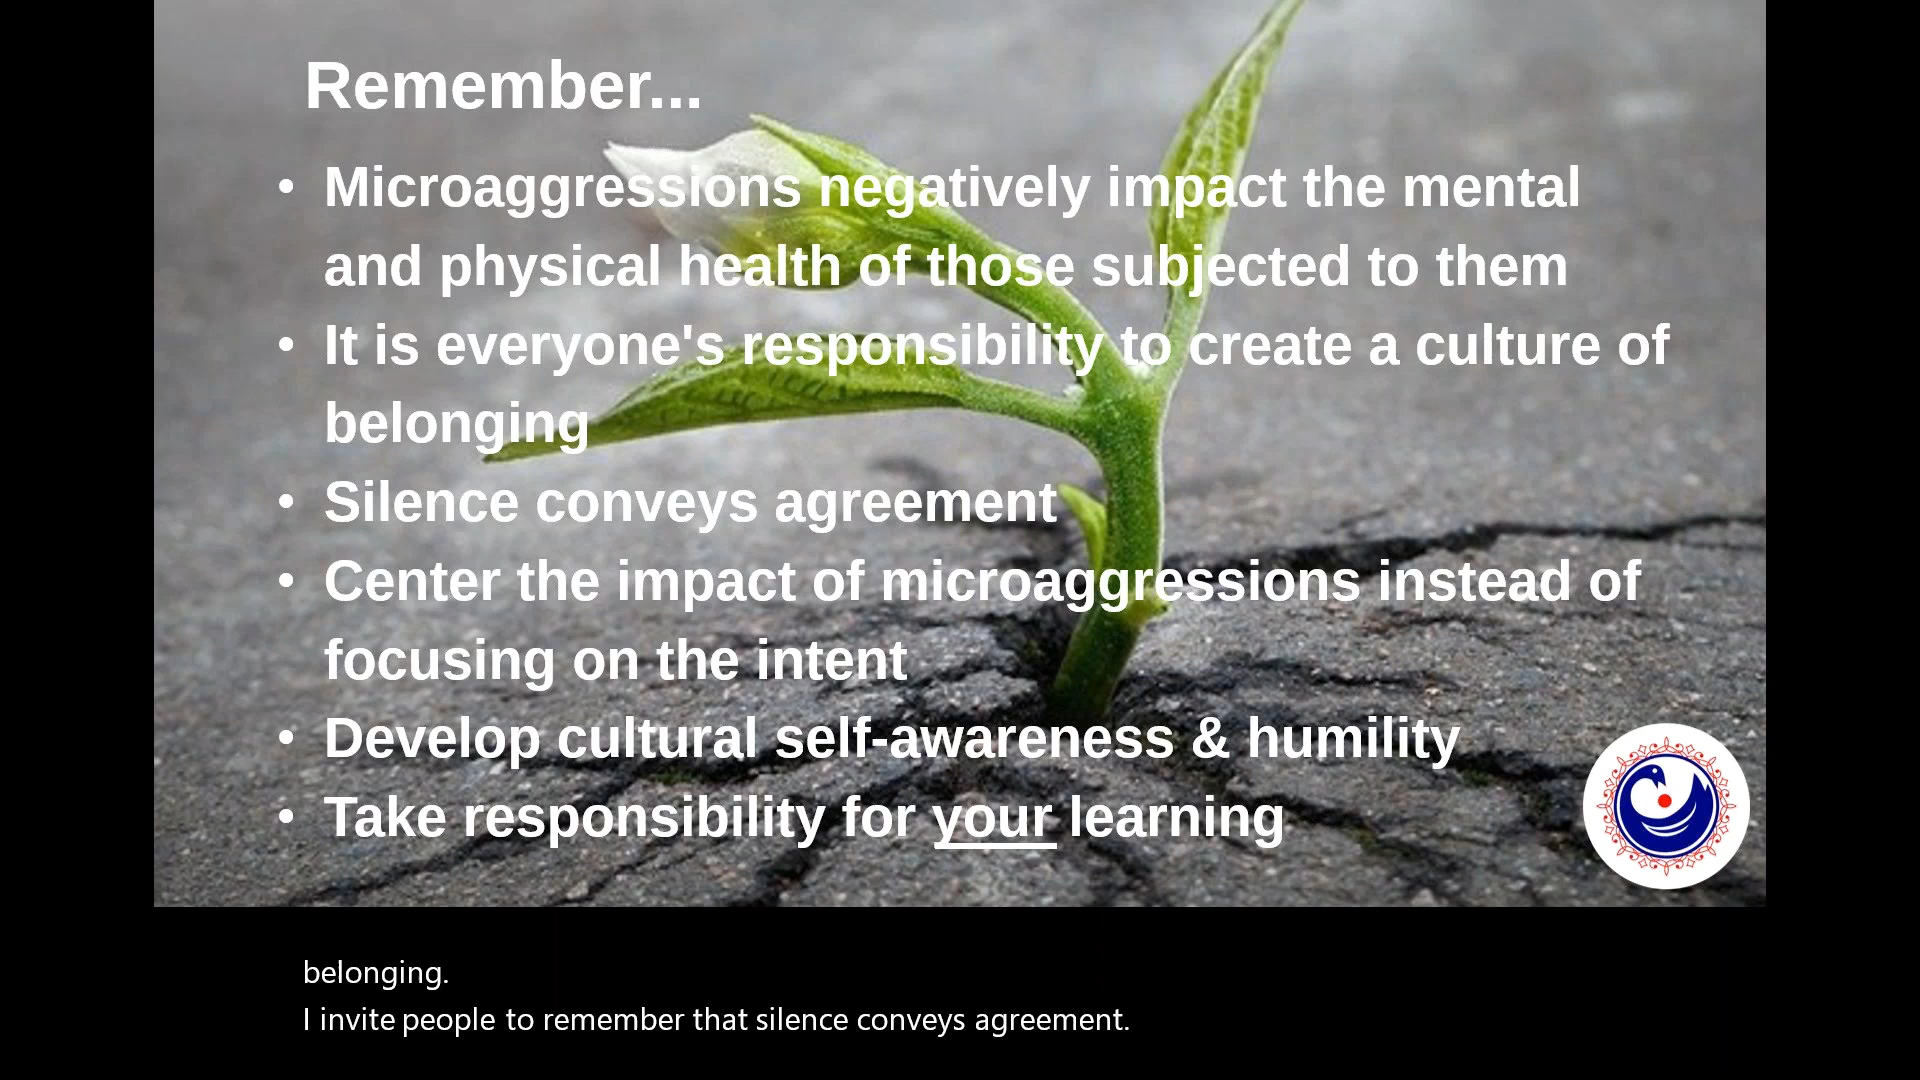 Remember...
• Microaggressions negatively impact the mental
and physical health of those subjected to them
• It is everyone's responsibility to create a culture of
belonging
• Silence conveys agreement
• Center the impact of microaggressions instead of
focusing on the intent
• Develop cultural self-awareness & humility
• Take responsibility for your learning
belonging.
I invite people to remember that silence conveys agreement.